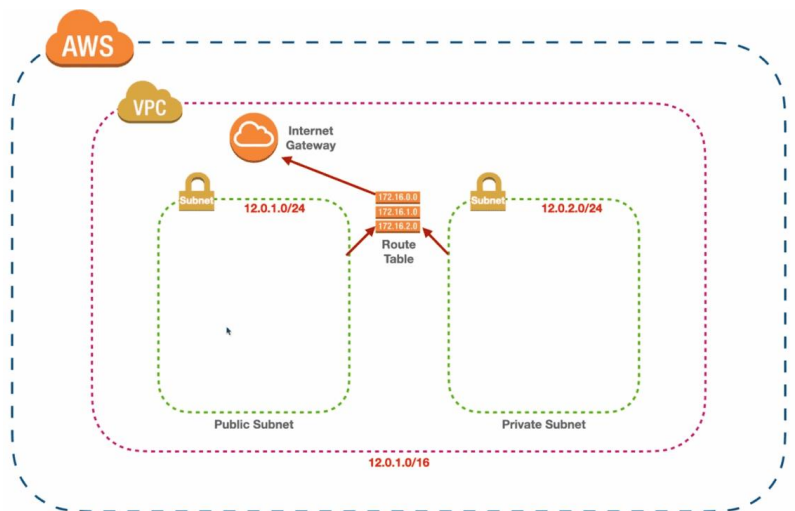 AWS
VPC
Internet
Gateway
Subnet
12.0.1.0/24
172.16.0.0
172.16.1.0
172.16.2.0
Route
Table
Subnet
12.0.2.0/24
Public Subnet
Private Subnet
12.0.1.0/16